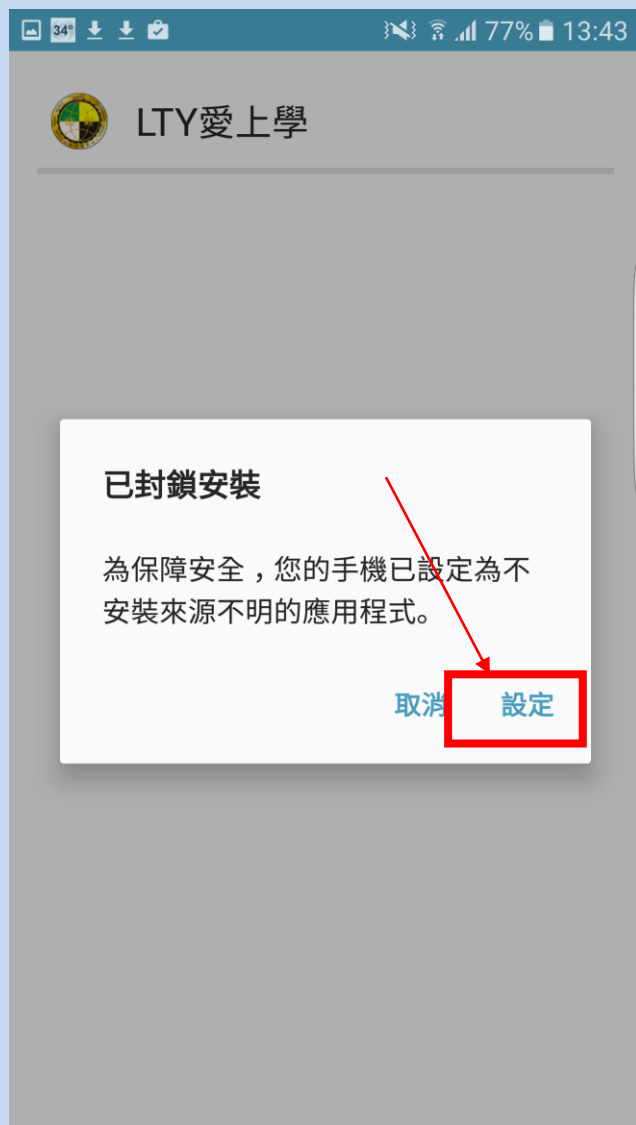 34°
77%
13:43
LTY愛上學
已封鎖安裝
為保障安全，您的手機已設定為不
安裝來源不明的應用程式。
取消
設定